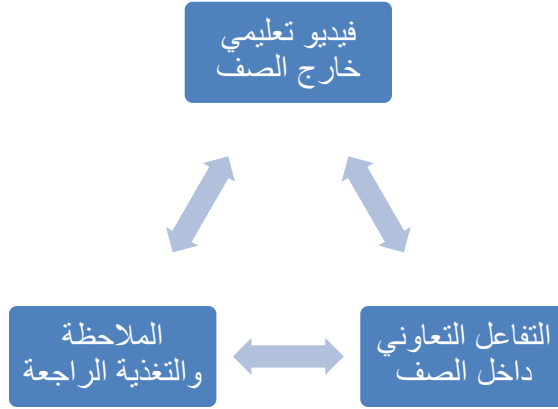 فيديو تعليمي
خارج الصف
التفاعل التعاوني
داخل الصف
الملاحظة
والتغذية الراجعة